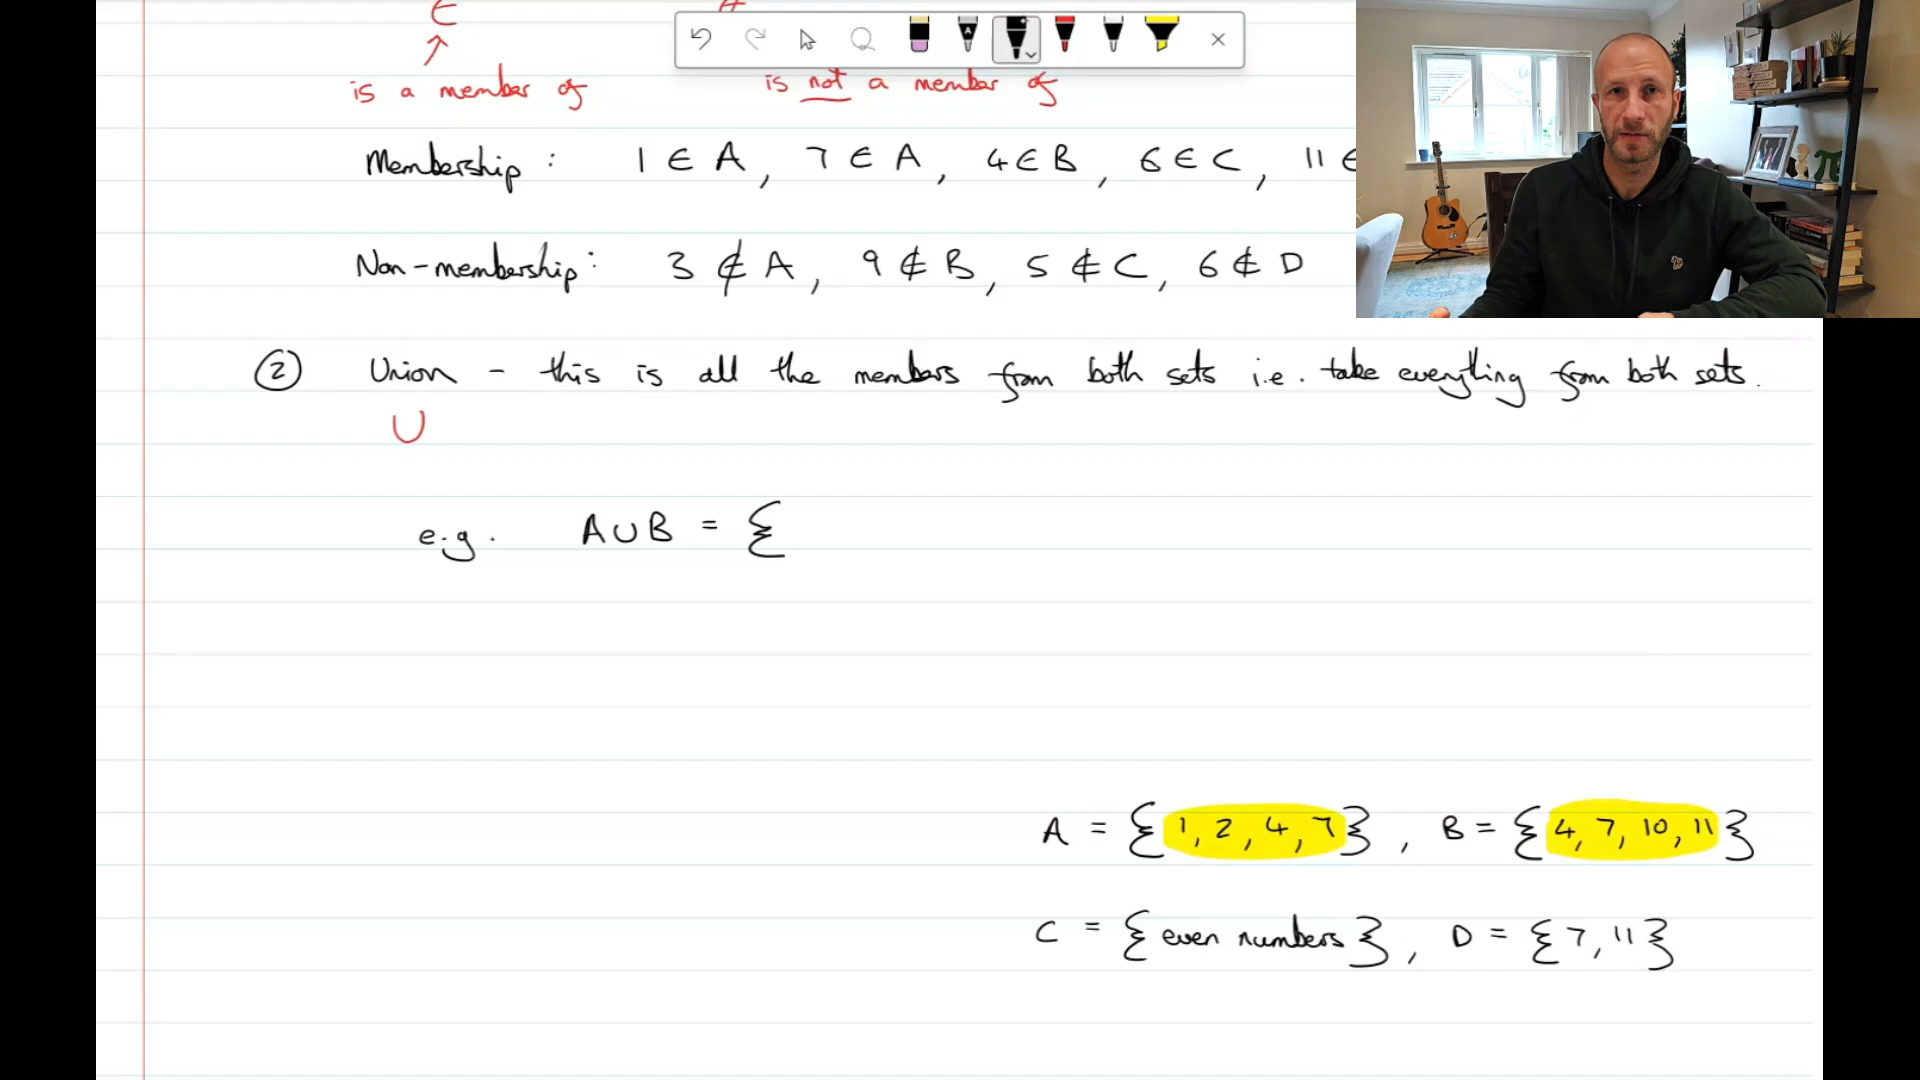 ∈
↑
is a member of
is not a member of
Membership : 1 ∈ A, 7 ∈ A, 4 ∈ B, 6 ∈ C, 11 ∈
Non-membership : 3 ∉ A, 9 ∉ B, 5 ∉ C, 6 ∉ D
② Union - this is all the members from both sets i.e. take everything from both sets.
∪
e.g. A∪B = {
A = {1, 2, 4, 7}, B = {4, 7, 10, 11}
C = {even numbers}, D = {7, 11}